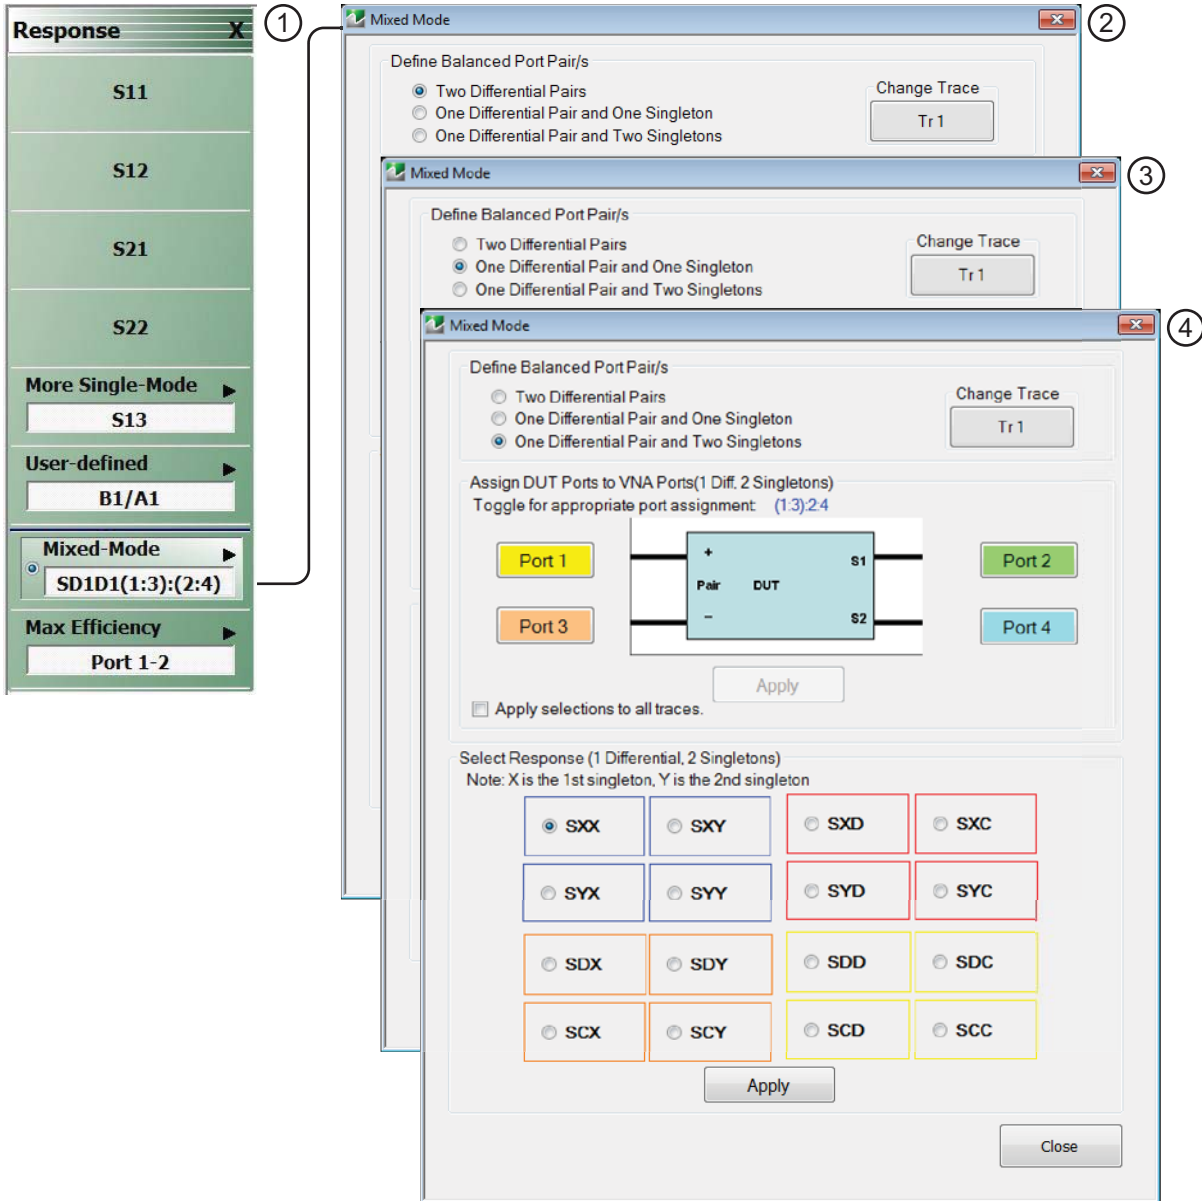 Response X
S11
S12
S21
S22
More Single-Mode
S13
User-defined
B1/A1
Mixed-Mode
SD1D1(1:3):(2:4)
Max Efficiency
Port 1-2
1
Mixed Mode
2
Define Balanced Port Pair/s
Two Differential Pairs
One Differential Pair and One Singleton
One Differential Pair and Two Singletons
Change Trace
Tr 1
Mixed Mode
3
Define Balanced Port Pair/s
Two Differential Pairs
One Differential Pair and One Singleton
One Differential Pair and Two Singletons
Change Trace
Tr 1
Mixed Mode
4
Define Balanced Port Pair/s
Two Differential Pairs
One Differential Pair and One Singleton
One Differential Pair and Two Singletons
Change Trace
Tr 1
Assign DUT Ports to VNA Ports(1 Diff, 2 Singletons)
Toggle for appropriate port assignment: (1:3):2:4
Port 1
Port 3
+
Pair DUT
−
S1
S2
Port 2
Port 4
Apply
Apply selections to all traces.
Select Response (1 Differential, 2 Singletons)
Note: X is the 1st singleton, Y is the 2nd singleton
SXX SXY SXD SXC
SYX SYY SYD SYC
SDX SDY SDD SDC
SCX SCY SCD SCC
Apply
Close